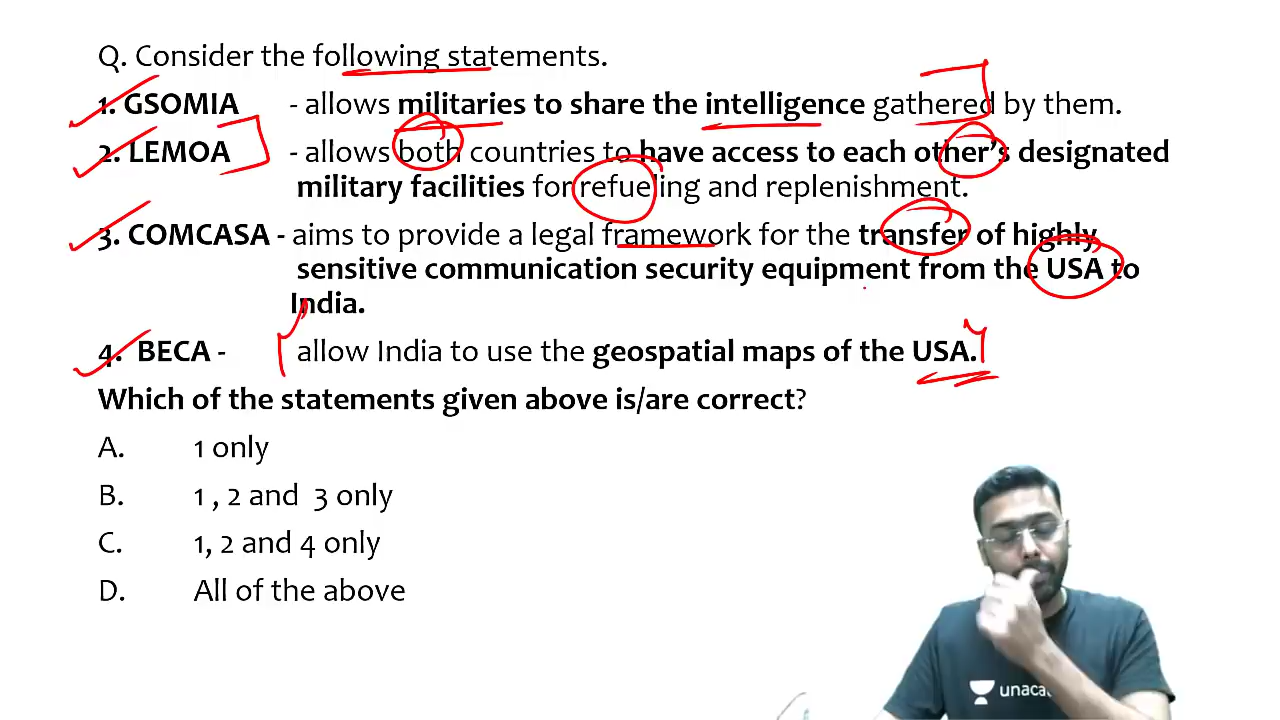 Q. Consider the following statements.
1. GSOMIA - allows militaries to share the intelligence gathered by them.
2. LEMOA - allows both countries to have access to each other's designated
military facilities for refueling and replenishment.
3. COMCASA - aims to provide a legal framework for the transfer of highly
sensitive communication security equipment from the USA to
India.
4. BECA - allow India to use the geospatial maps of the USA.
Which of the statements given above is/are correct?
A. 1 only
B. 1 , 2 and 3 only
C. 1, 2 and 4 only
D. All of the above